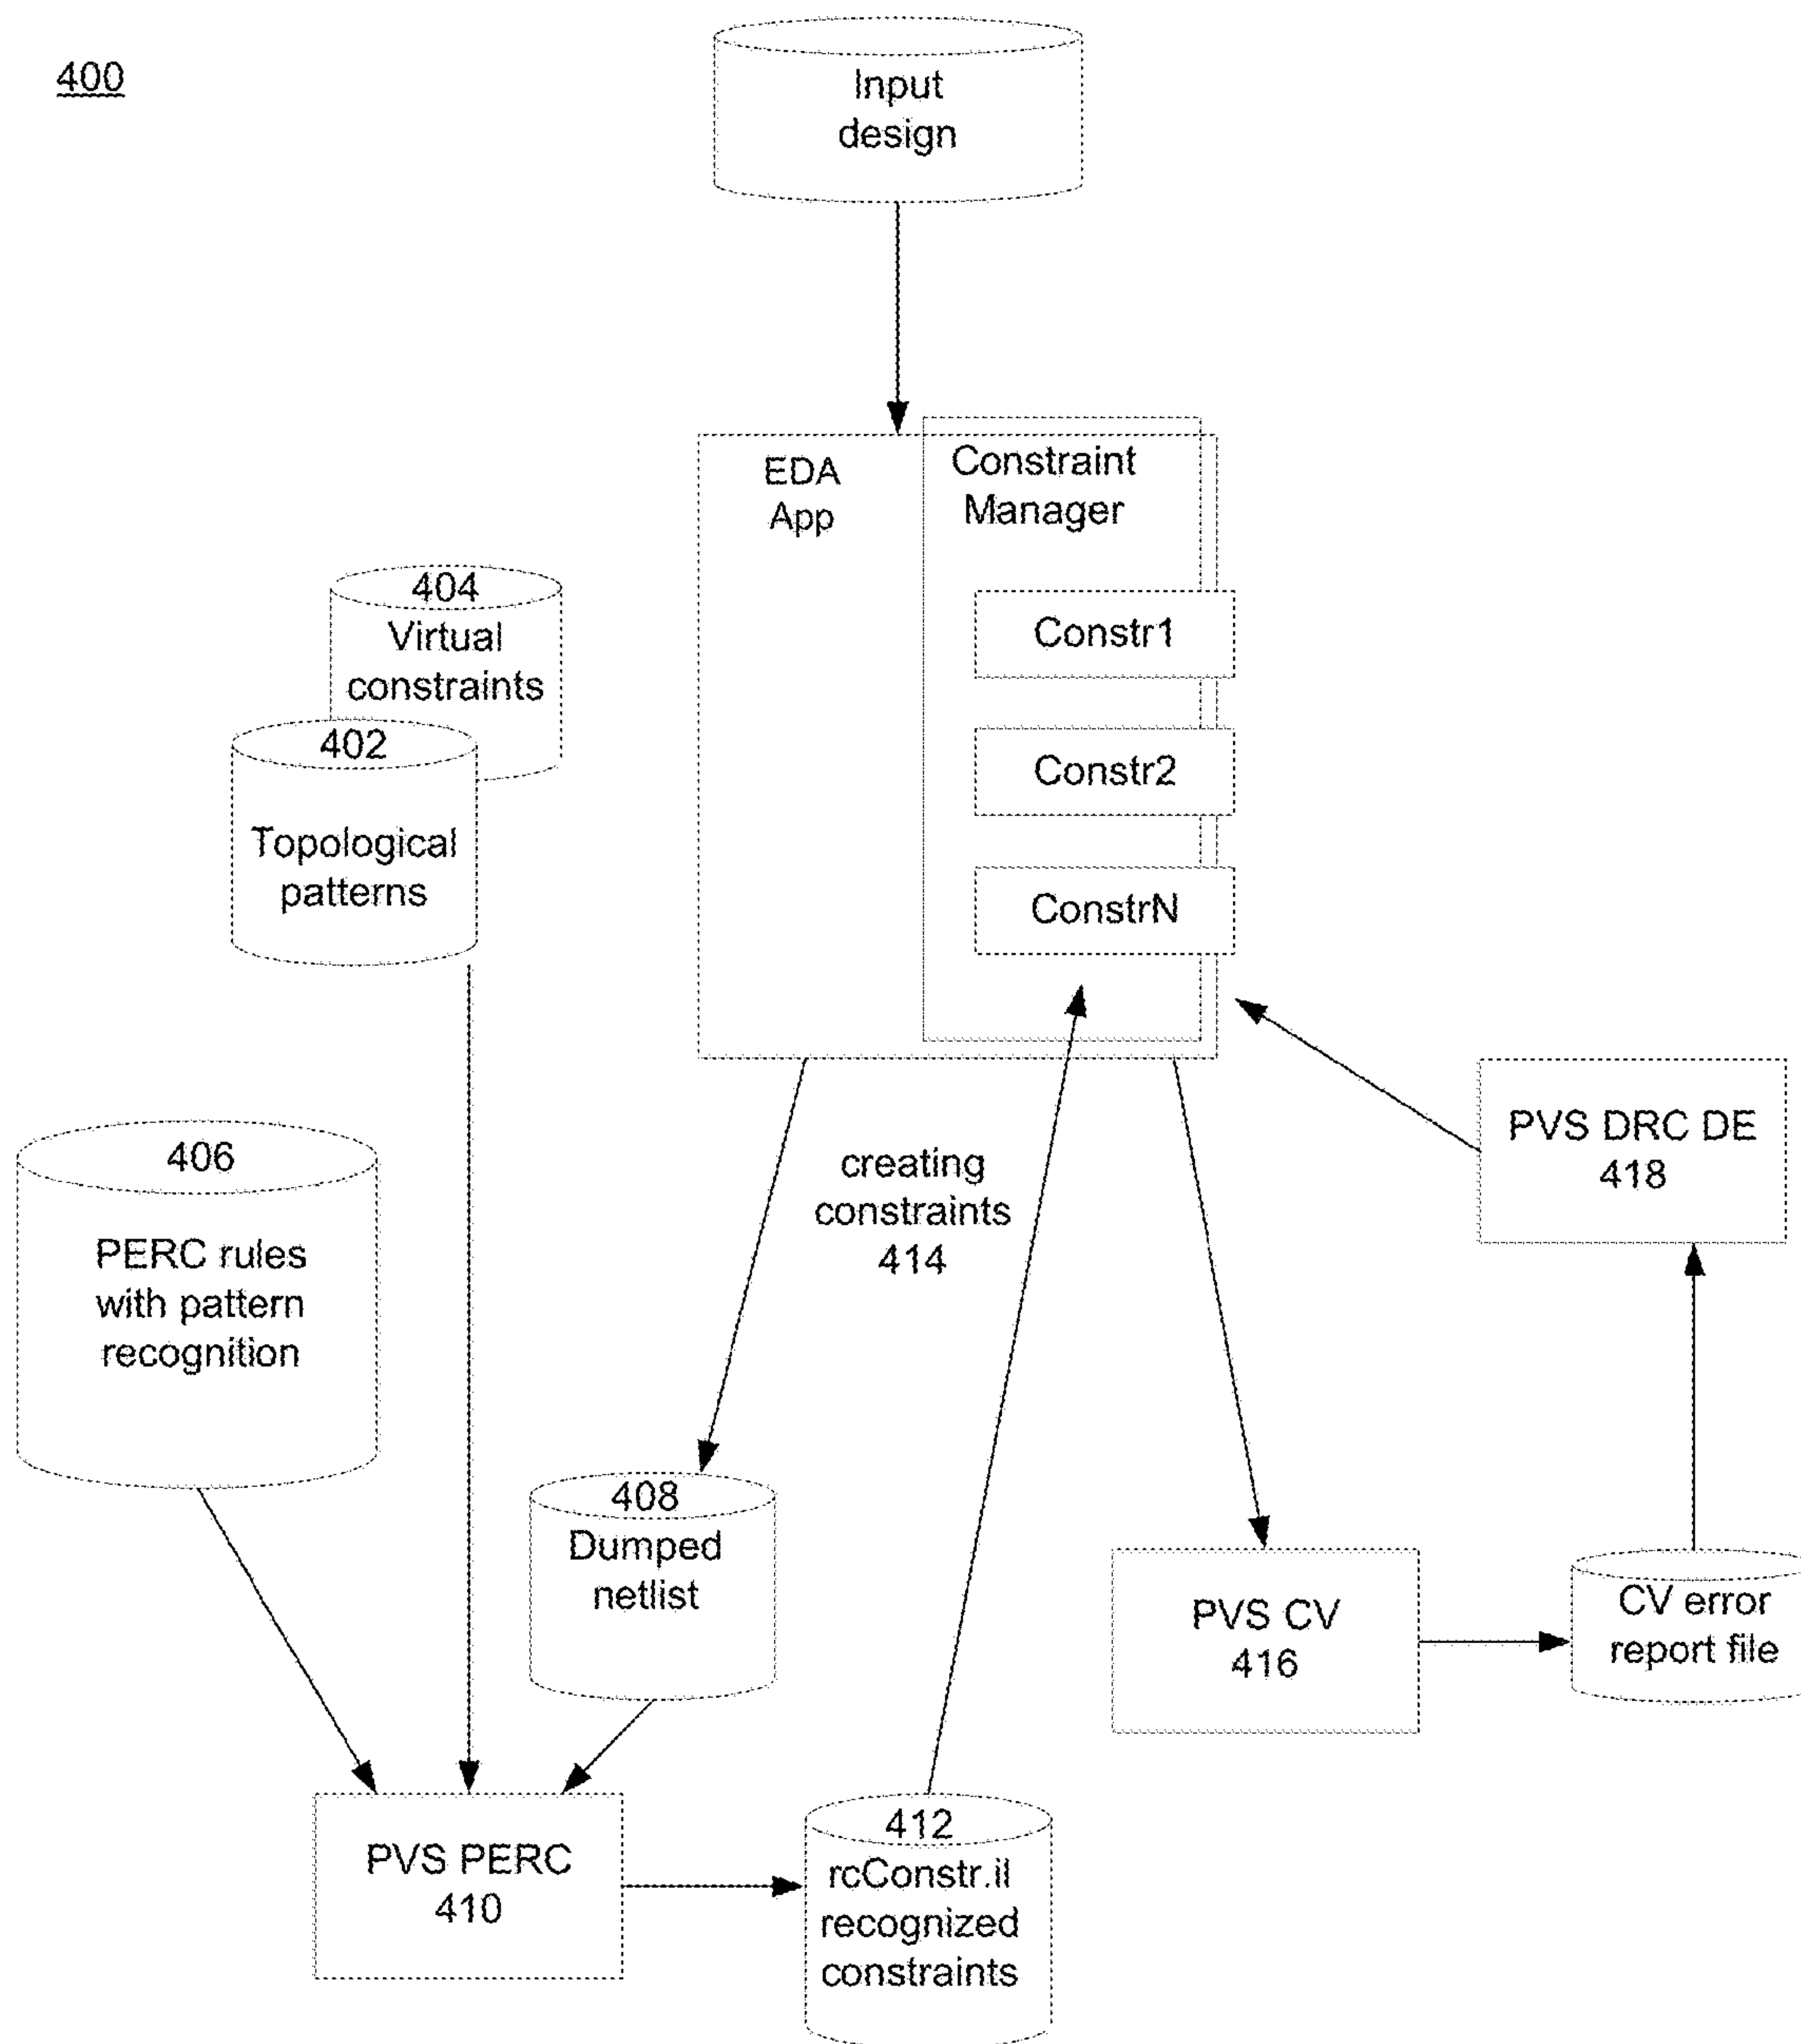 400
Input
design
EDA
App
Constraint
Manager
Constr1
Constr2
ConstrN
404
Virtual
constraints
402
Topological
patterns
406
PERC rules
with pattern
recognition
creating
constraints
414
PVS DRC DE
418
408
Dumped
netlist
PVS CV
416
CV error
report file
PVS PERC
410
412
rcConstr.il
recognized
constraints